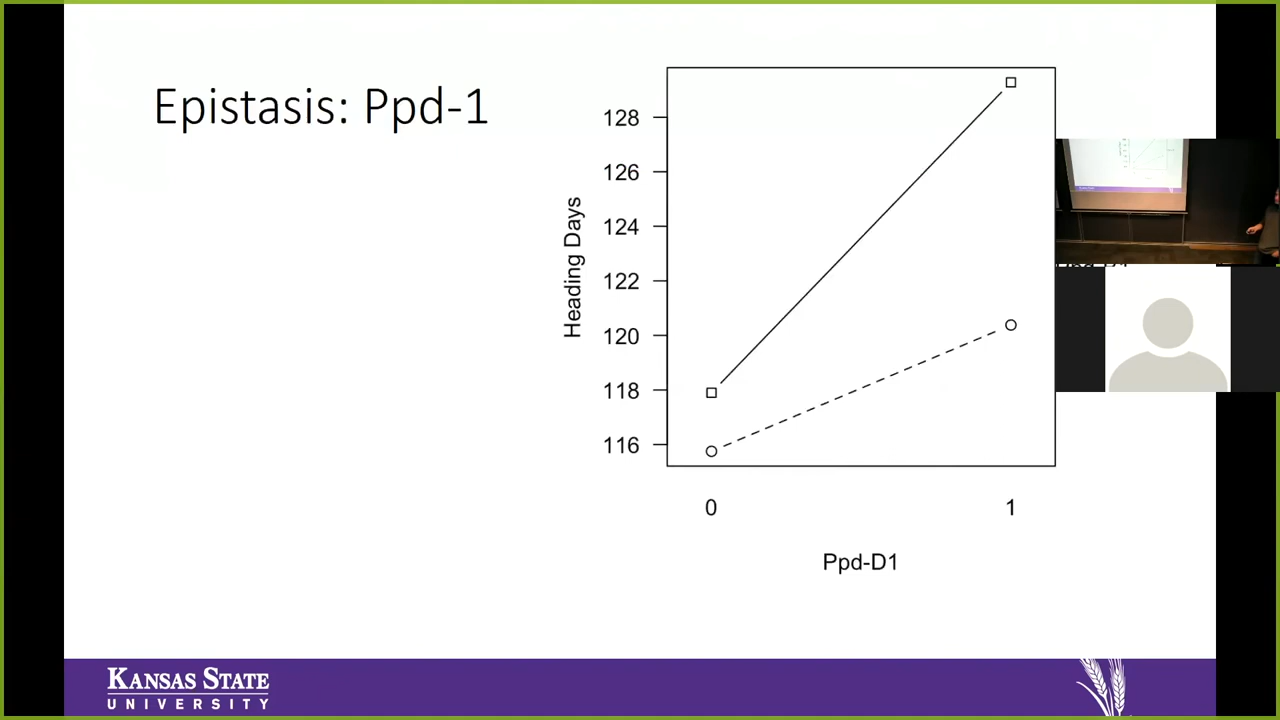 Epistasis: Ppd-1
128
126
124
122
120
118
116
Heading Days
0
1
Ppd-D1
KANSAS STATE
UNIVERSITY